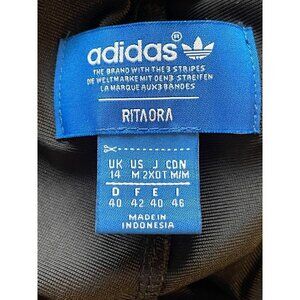 adidas®
THE BRAND WITH THE 3 STRIPES
DIE WELTMARKE MIT DEN 3 STREIFEN
LA MARQUE AUX 3 BANDES
RITA ORA
UK US J CDN
14 M 2XOT M/M
D F E I
40 42 40 46
MADE IN
INDONESIA